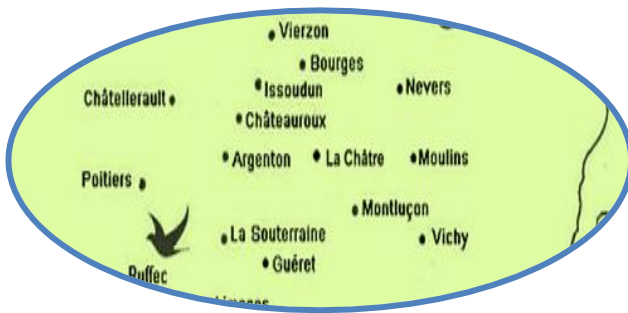 Vierzon
Bourges
Issoudun
Nevers
Châtellerault
Châteauroux
Argenton
La Châtre
Moulins
Poitiers
Montluçon
La Souterraine
Vichy
Guéret
Ruffec